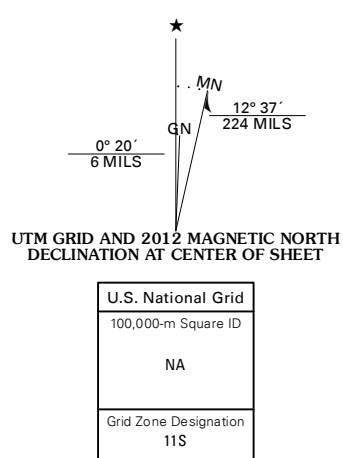 ★
MN
GN
12° 37´
224 MILS
0° 20´
6 MILS
UTM GRID AND 2012 MAGNETIC NORTH
DECLINATION AT CENTER OF SHEET
U.S. National Grid
100,000-m Square ID
NA
Grid Zone Designation
11S